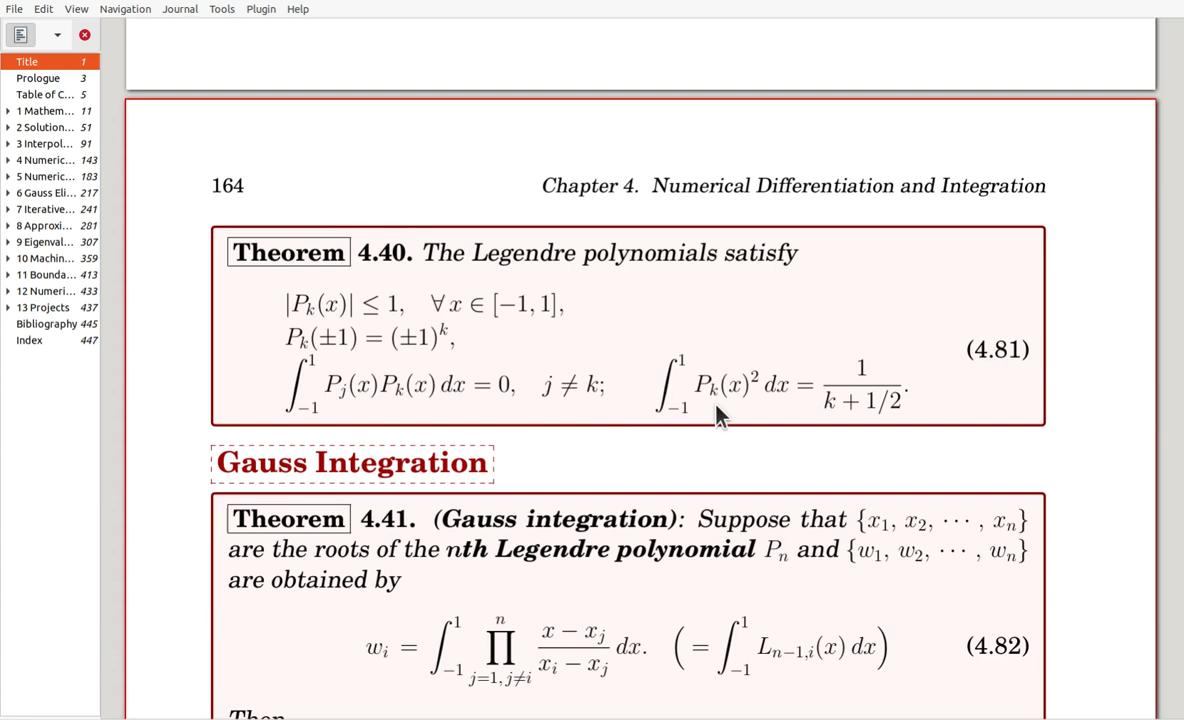 File Edit View Navigation Journal Tools Plugin Help
Title 1
Prologue 3
Table of C... 5
1 Mathem... 11
2 Solution... 51
3 Interpol... 91
4 Numeric... 143
5 Numeric... 183
6 Gauss Eli... 217
7 Iterative... 241
8 Approxi... 281
9 Eigenval... 307
10 Machin... 359
11 Bounda... 413
12 Numeri... 433
13 Projects 437
Bibliography 445
Index 447
164 Chapter 4. Numerical Differentiation and Integration
Theorem 4.40. The Legendre polynomials satisfy
|P_k(x)| ≤ 1, ∀ x ∈ [−1, 1],
P_k(±1) = (±1)^k,
∫_{−1}^{1} P_j(x)P_k(x) dx = 0, j ≠ k; ∫_{−1}^{1} P_k(x)^2 dx = 1/(k + 1/2). (4.81)
Gauss Integration
Theorem 4.41. (Gauss integration): Suppose that {x_1, x_2, ⋯, x_n}
are the roots of the nth Legendre polynomial P_n and {w_1, w_2, ⋯, w_n}
are obtained by
w_i = ∫_{−1}^{1} ∏_{j=1, j≠i}^{n} (x − x_j)/(x_i − x_j) dx. (= ∫_{−1}^{1} L_{n−1,i}(x) dx) (4.82)
Then